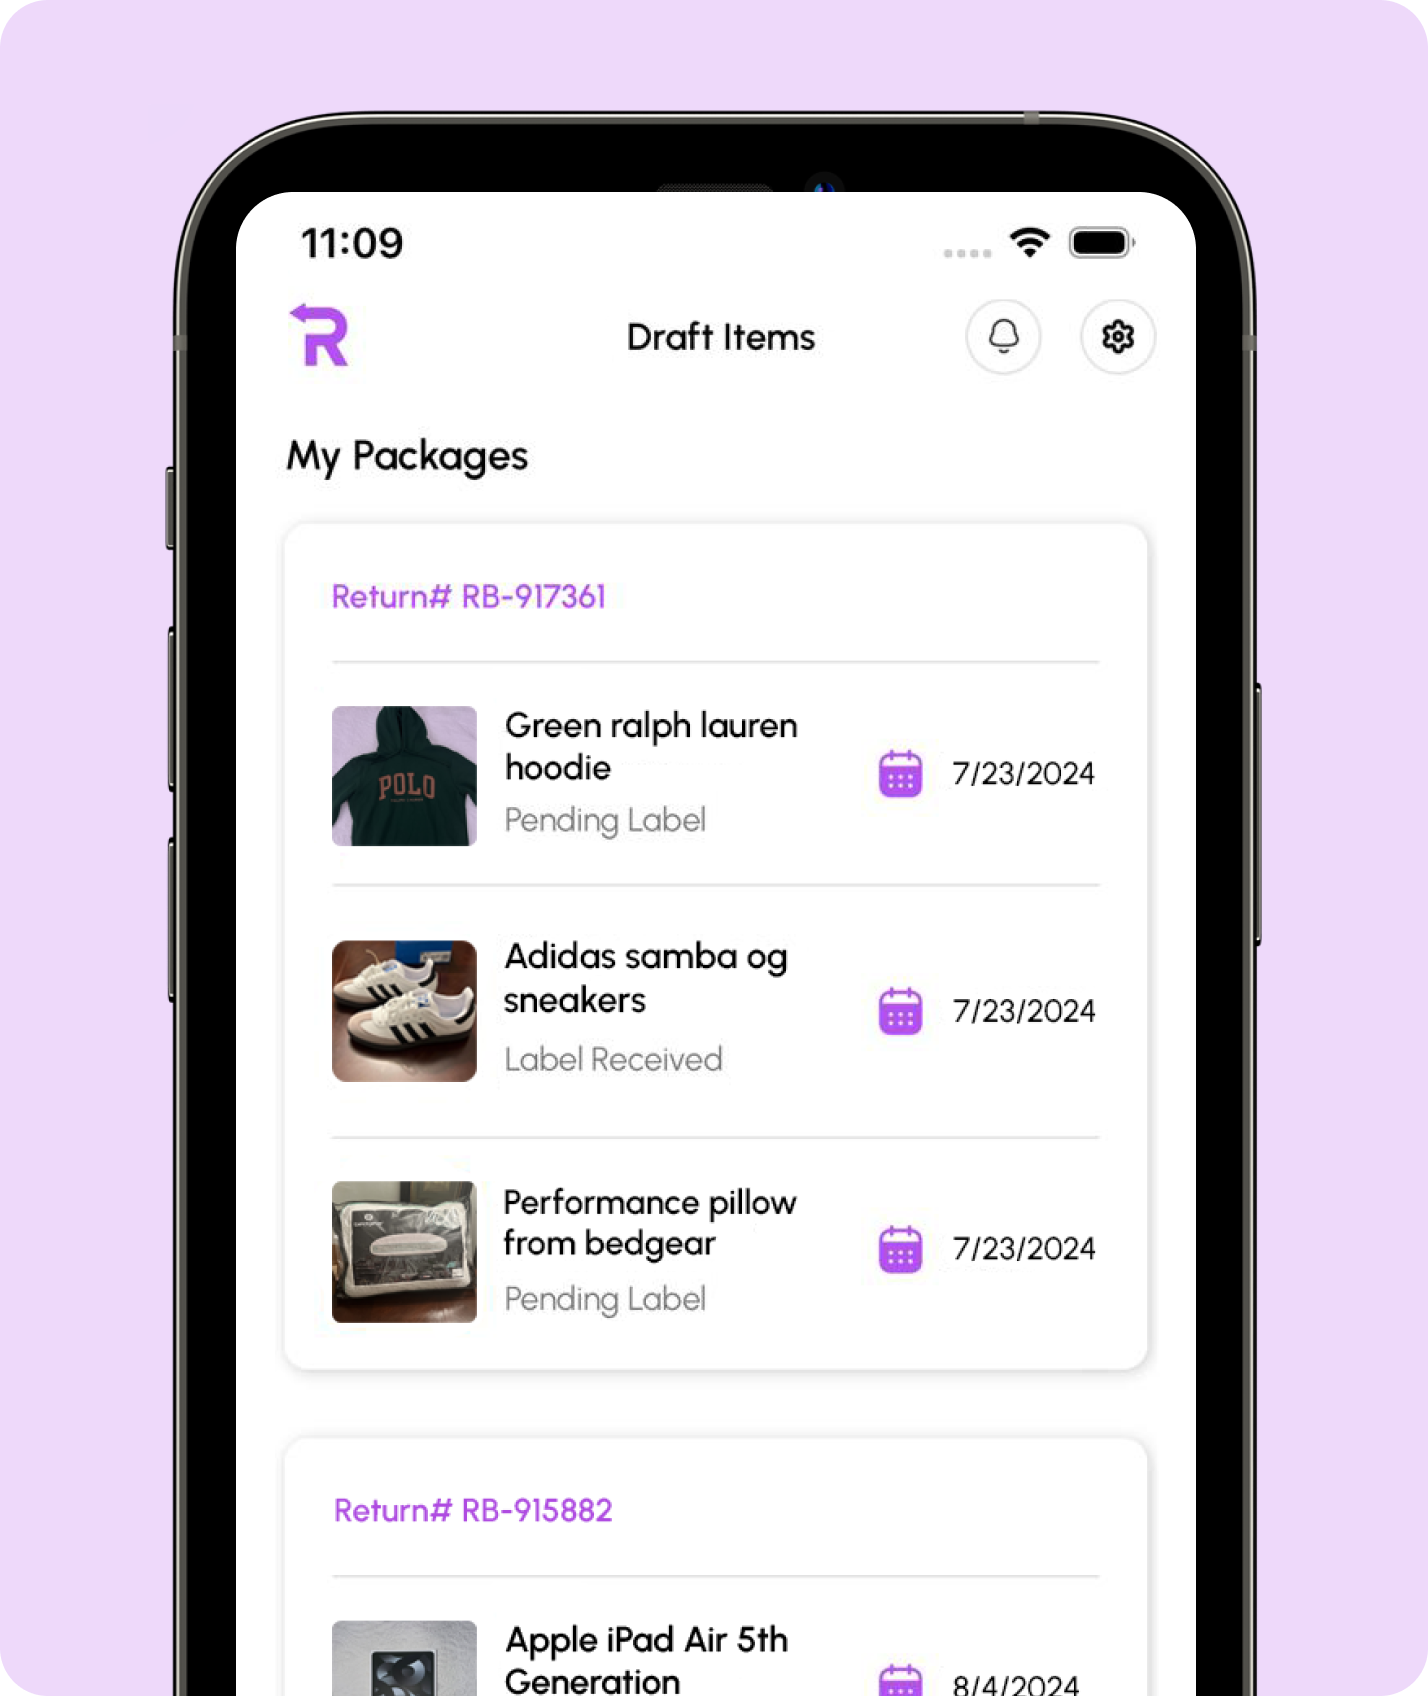 11:09
R
Draft Items
My Packages
Return# RB-917361
Green ralph lauren
hoodie
Pending Label
7/23/2024
POLO
Adidas samba og
sneakers
Label Received
7/23/2024
Performance pillow
from bedgear
Pending Label
7/23/2024
Return# RB-915882
Apple iPad Air 5th
Generation
8/4/2024